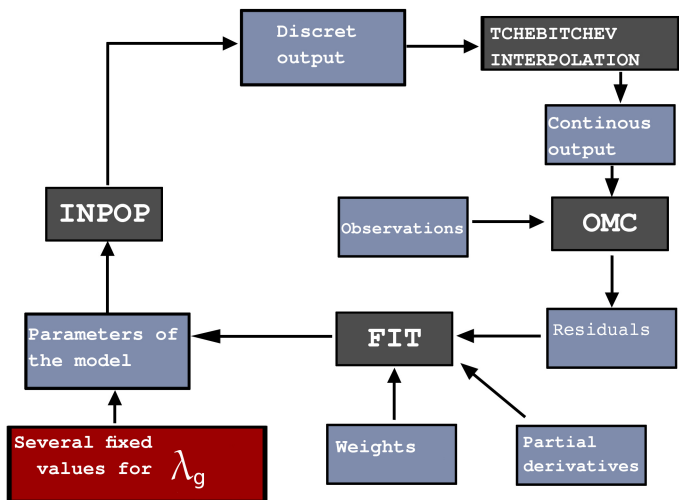 Discret
output
TCHEBITCHEV
INTERPOLATION
Continous
output
INPOP
Observations
OMC
Parameters of
the model
FIT
Residuals
Several fixed
values for λg
Weights
Partial
derivatives